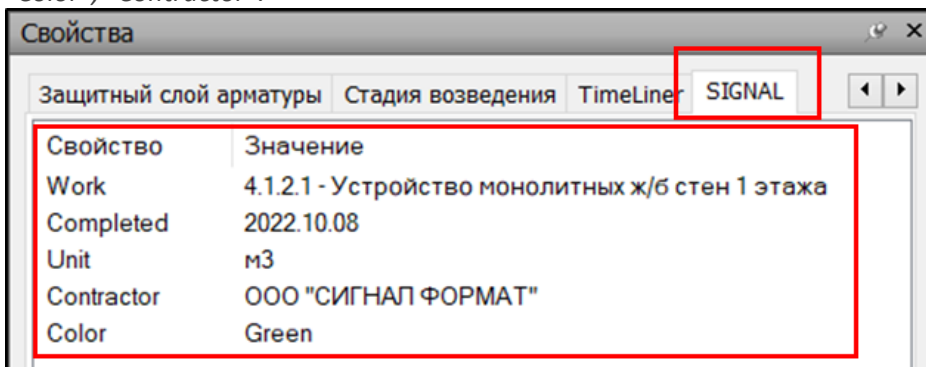 "Color", "Contractor".
Свойства
Защитный слой арматуры Стадия возведения TimeLiner SIGNAL
Свойство Значение
Work 4.1.2.1 - Устройство монолитных ж/б стен 1 этажа
Completed 2022.10.08
Unit м3
Contractor ООО "СИГНАЛ ФОРМАТ"
Color Green